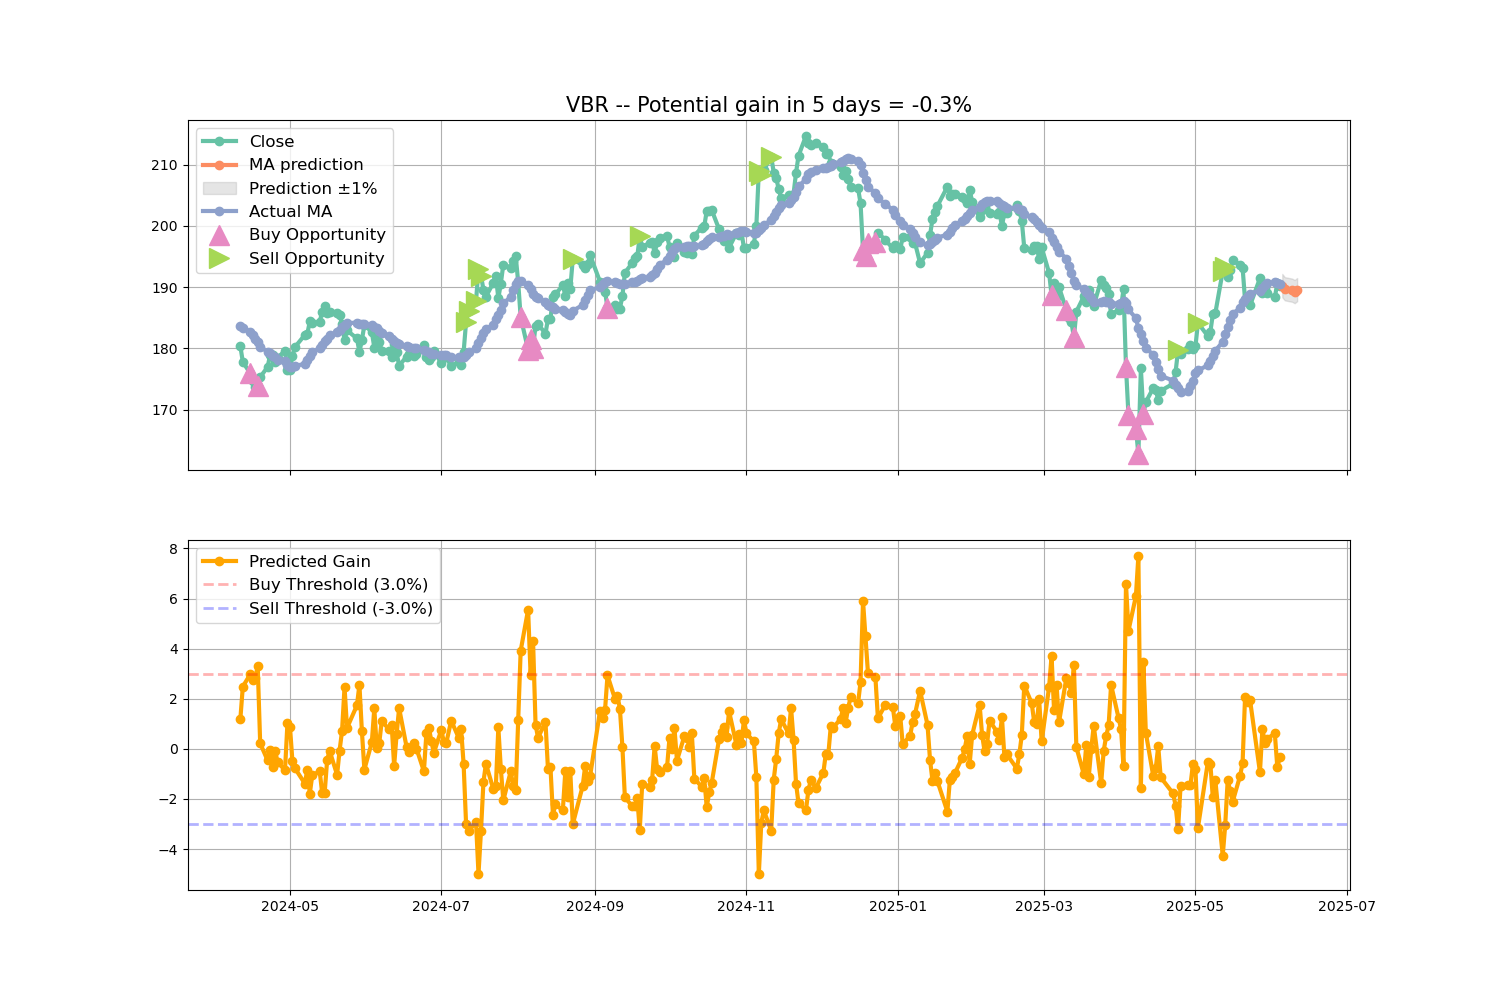 VBR -- Potential gain in 5 days = -0.3%
Close
MA prediction
Prediction ±1%
Actual MA
Buy Opportunity
Sell Opportunity
210
200
190
180
170
Predicted Gain
Buy Threshold (3.0%)
Sell Threshold (-3.0%)
8
6
4
2
0
−2
−4
2024-05 2024-07 2024-09 2024-11 2025-01 2025-03 2025-05 2025-07